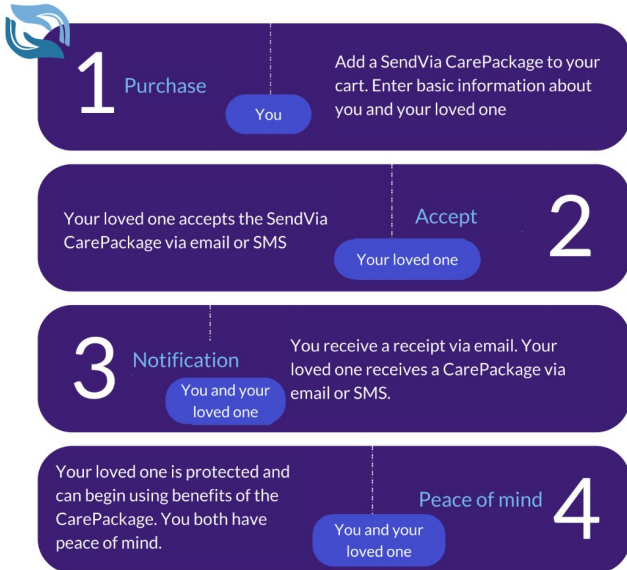 1
Purchase
You
Add a SendVia CarePackage to your
cart. Enter basic information about
you and your loved one
Your loved one accepts the SendVia
CarePackage via email or SMS
Accept
Your loved one
2
3
Notification
You and your
loved one
You receive a receipt via email. Your
loved one receives a CarePackage via
email or SMS.
Your loved one is protected and
can begin using benefits of the
CarePackage. You both have
peace of mind.
Peace of mind
You and your
loved one
4